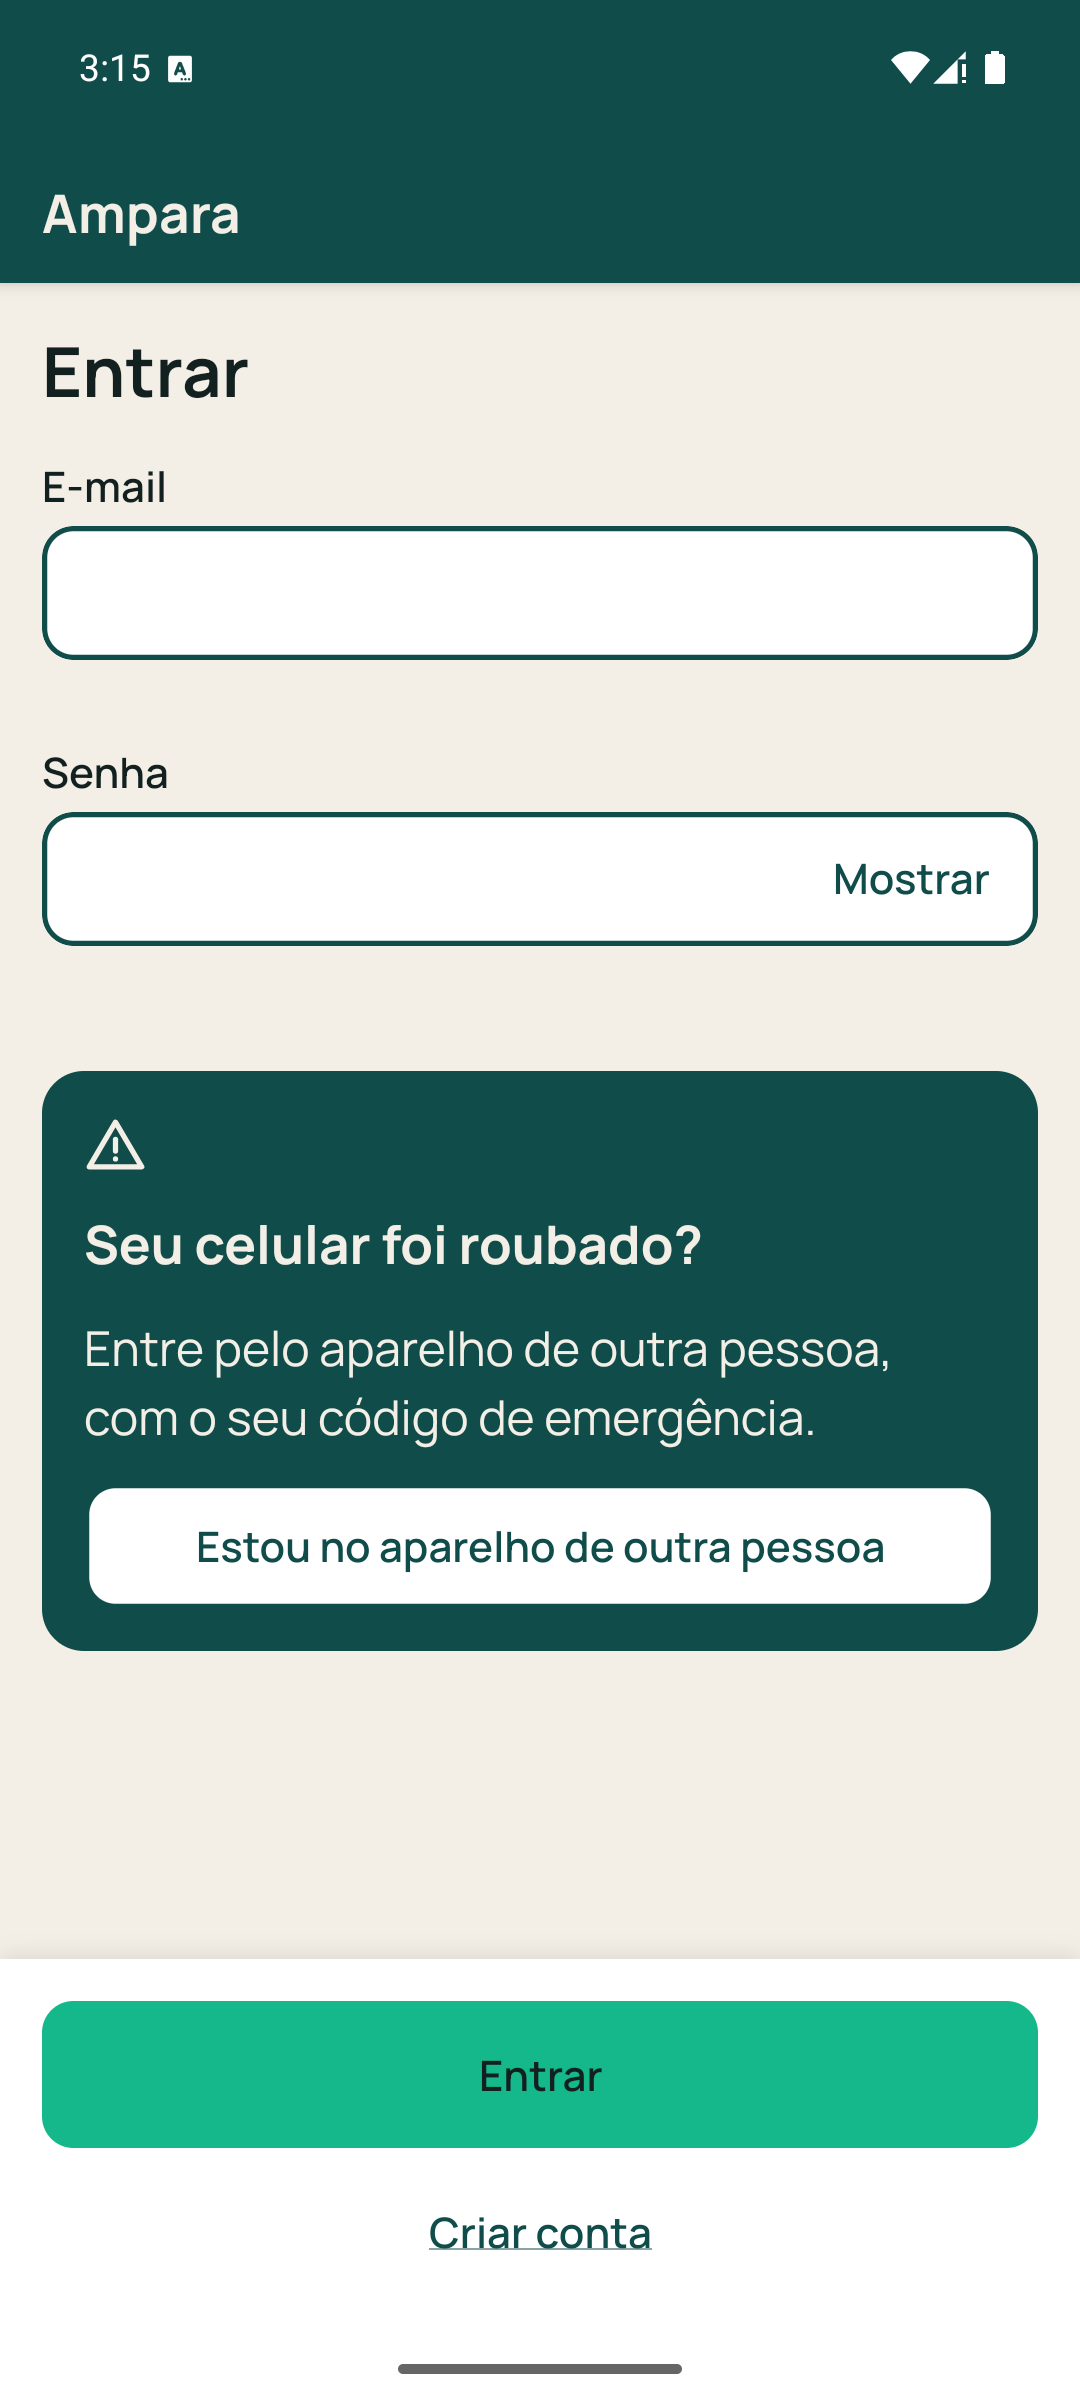 3:15
Ampara
Entrar
E-mail
Senha
Mostrar
Seu celular foi roubado?
Entre pelo aparelho de outra pessoa,
com o seu código de emergência.
Estou no aparelho de outra pessoa
Entrar
Criar conta